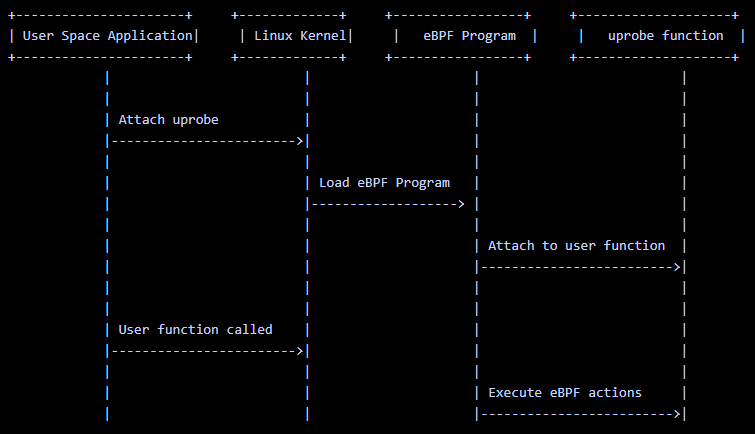 User Space Application Linux Kernel eBPF Program uprobe function
Attach uprobe
Load eBPF Program
Attach to user function
User function called
Execute eBPF actions